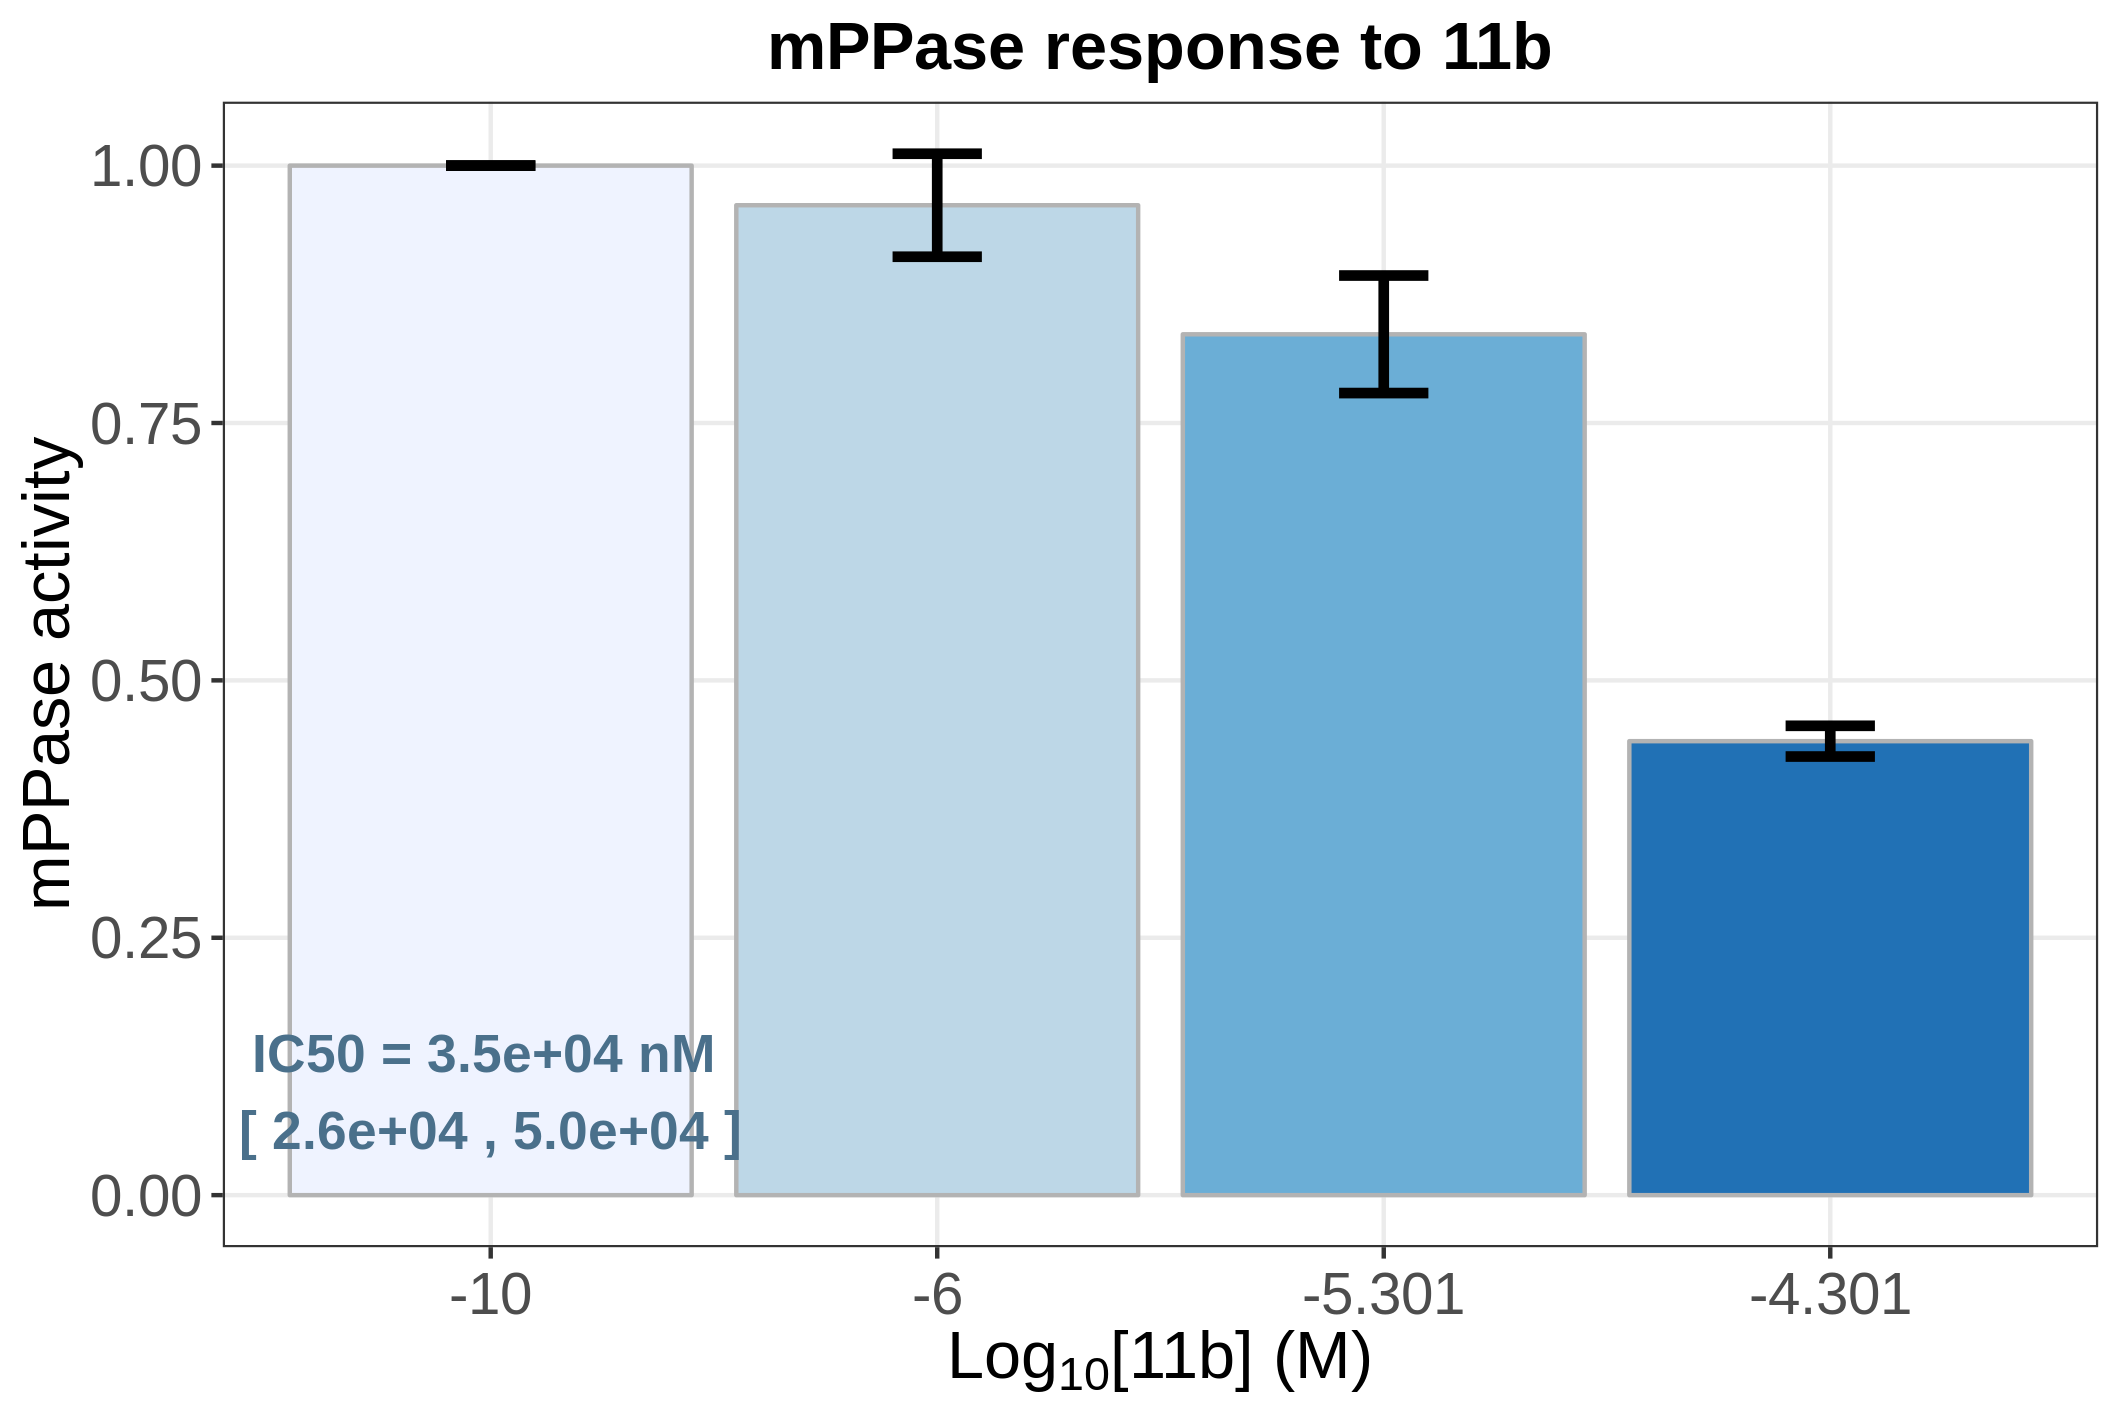 mPPase response to 11b
mPPase activity
1.00
0.75
0.50
0.25
0.00
IC50 = 3.5e+04 nM
[ 2.6e+04 , 5.0e+04 ]
-10
-6
-5.301
-4.301
Log₁₀[11b] (M)